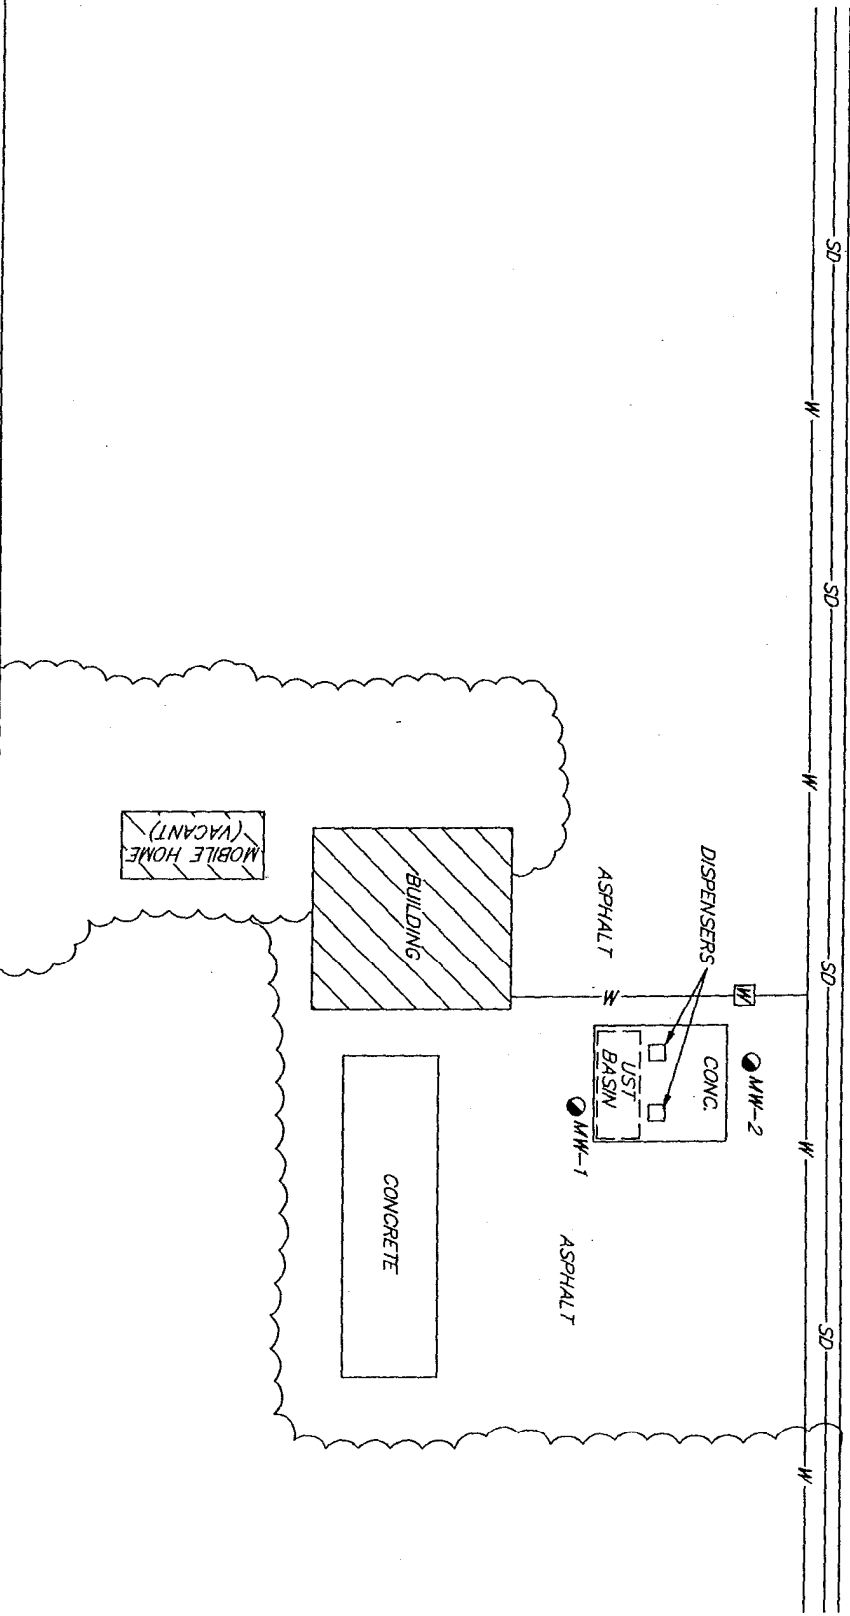 SD
SD
SD
SD
W
W
W
W
DISPENSERS
ASPHALT
W
W
MW-2
CONC.
UST
BASIN
MW-1
ASPHALT
BUILDING
CONCRETE
MOBILE HOME
(VACANT)